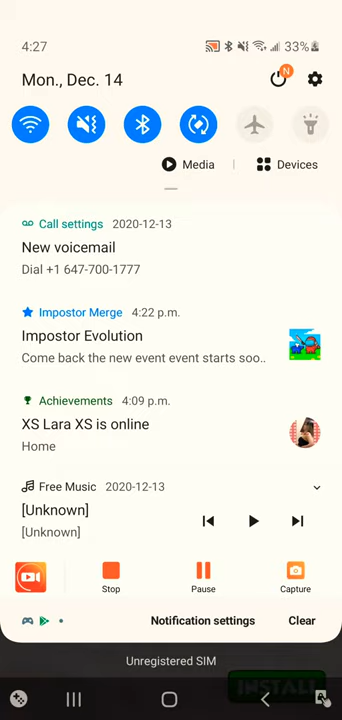 4:27
33%
Mon., Dec. 14
N
Media
Devices
Call settings 2020-12-13
New voicemail
Dial +1 647-700-1777
Impostor Merge 4:22 p.m.
Impostor Evolution
Come back the new event event starts soo..
Achievements 4:09 p.m.
XS Lara XS is online
Home
Free Music 2020-12-13
[Unknown]
[Unknown]
Stop
Pause
Capture
Notification settings
Clear
Unregistered SIM
INSTALL